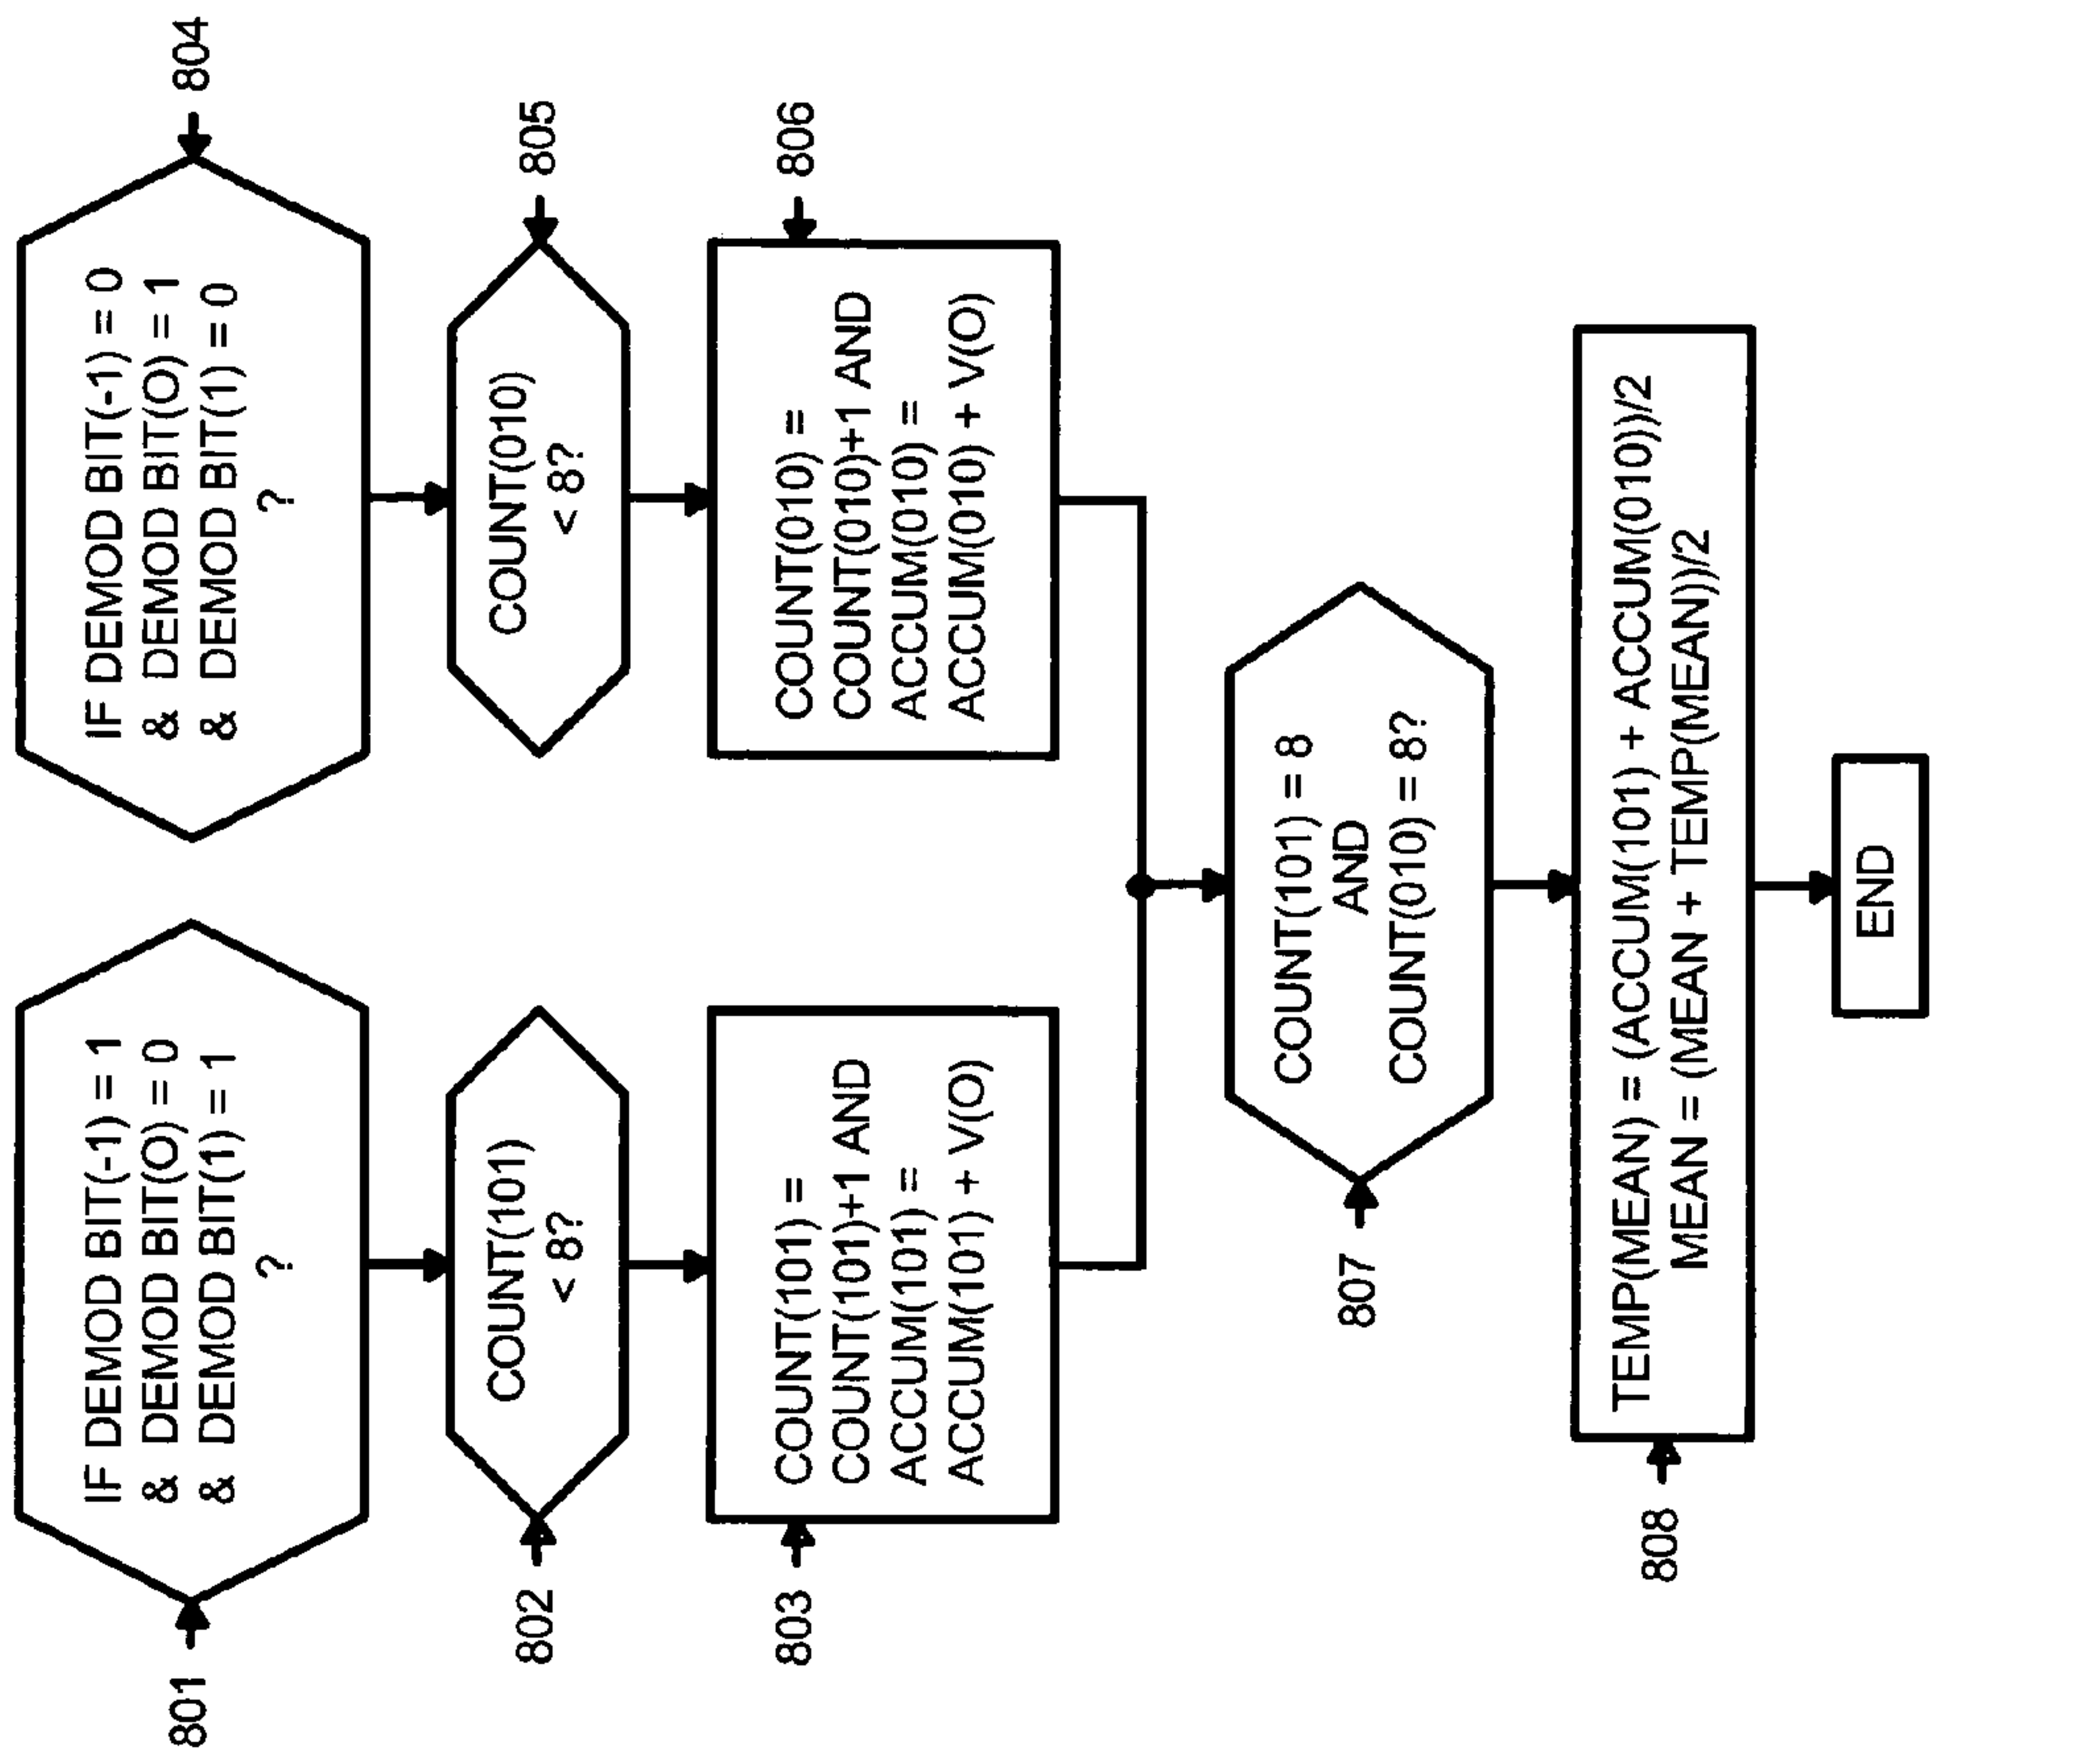 801
IF DEMOD BIT(-1) = 1
& DEMOD BIT(O) = 0
& DEMOD BIT(1) = 1
?
804
IF DEMOD BIT(-1) = 0
& DEMOD BIT(O) = 1
& DEMOD BIT(1) = 0
?
802
COUNT(101)
< 8?
805
COUNT(010)
< 8?
803
COUNT(101) =
COUNT(101)+1 AND
ACCUM(101) =
ACCUM(101) + V(O)
806
COUNT(010) =
COUNT(010)+1 AND
ACCUM(010) =
ACCUM(010) + V(O)
807
COUNT(101) = 8
AND
COUNT(010) = 8?
808
TEMP(MEAN) = (ACCUM(101) + ACCUM(010))/2
MEAN = (MEAN + TEMP(MEAN))/2
END